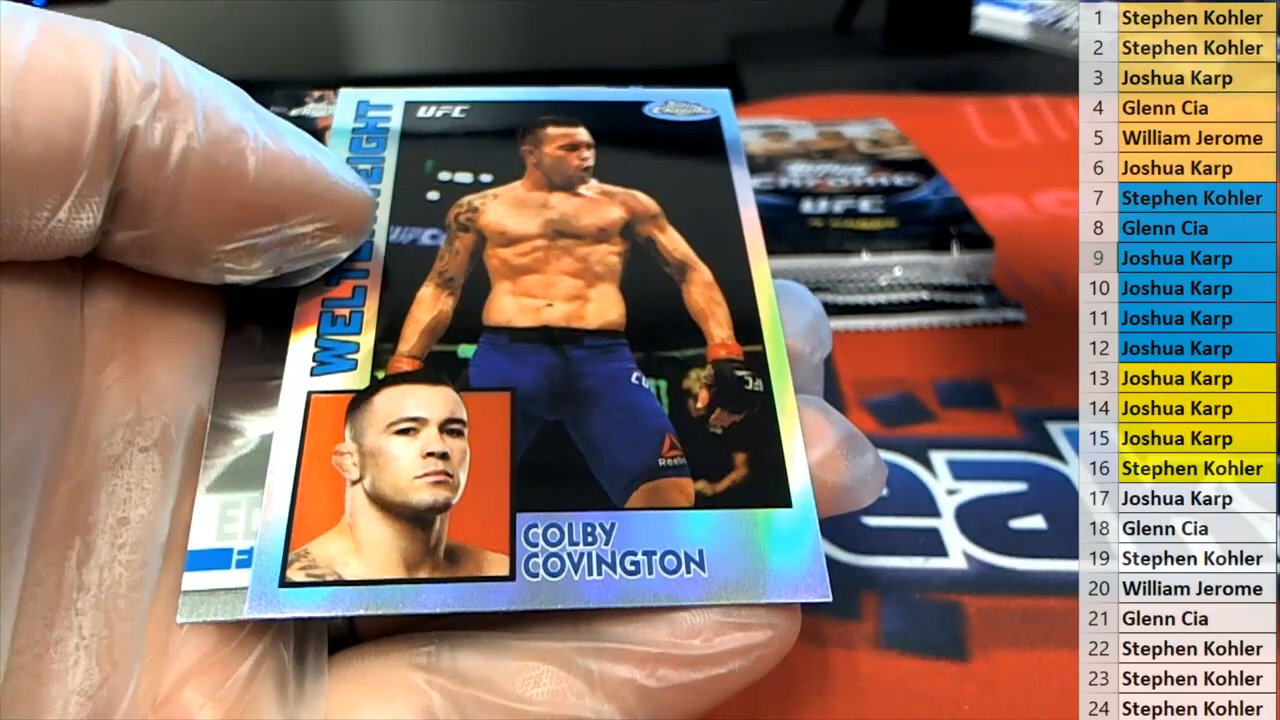 UFC
WELTERWEIGHT
UFC
Reebok
COLBY
COVINGTON
CHROME
UFC
1 Stephen Kohler
2 Stephen Kohler
3 Joshua Karp
4 Glenn Cia
5 William Jerome
6 Joshua Karp
7 Stephen Kohler
8 Glenn Cia
9 Joshua Karp
10 Joshua Karp
11 Joshua Karp
12 Joshua Karp
13 Joshua Karp
14 Joshua Karp
15 Joshua Karp
16 Stephen Kohler
17 Joshua Karp
18 Glenn Cia
19 Stephen Kohler
20 William Jerome
21 Glenn Cia
22 Stephen Kohler
23 Stephen Kohler
24 Stephen Kohler